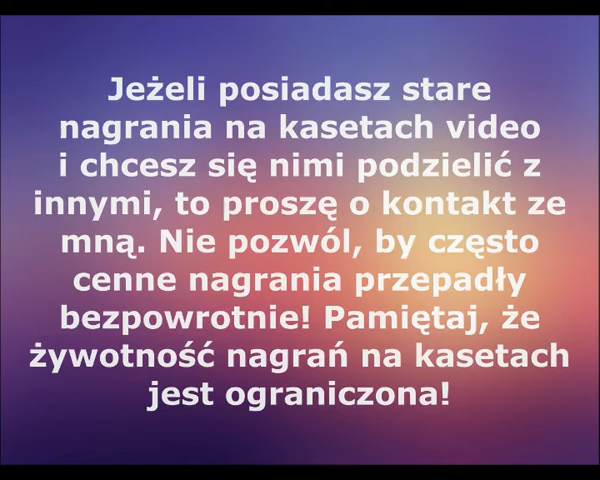 Jeżeli posiadasz stare
nagrania na kasetach video
i chcesz się nimi podzielić z
innymi, to proszę o kontakt ze
mną. Nie pozwól, by często
cenne nagrania przepadły
bezpowrotnie! Pamiętaj, że
żywotność nagrań na kasetach
jest ograniczona!